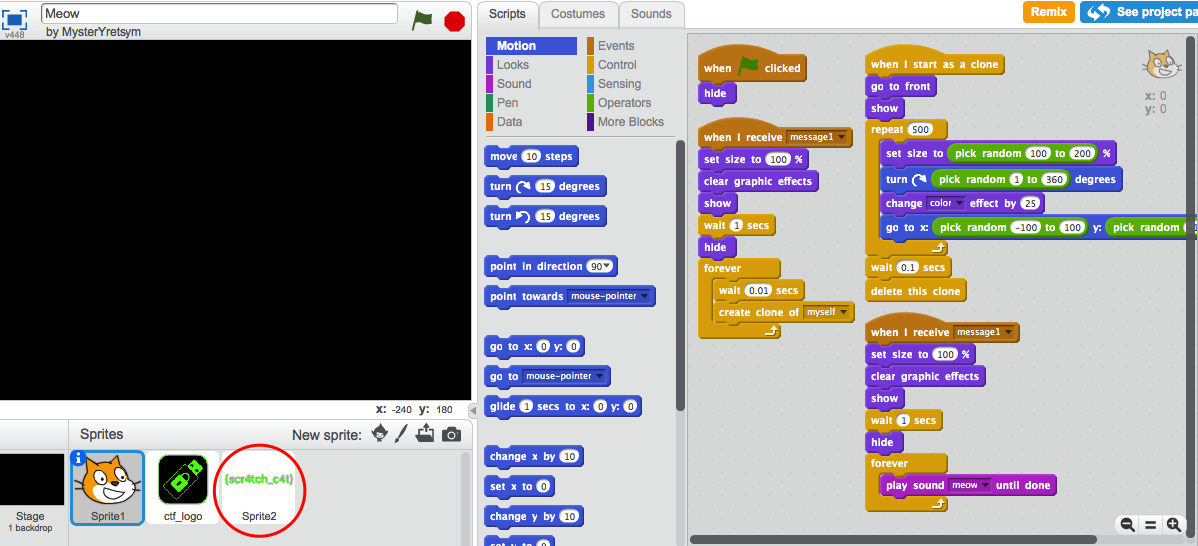 Meow
v448
by MysterYretsym
Scripts
Costumes
Sounds
Remix
See project pa
Motion
Events
Looks
Control
Sound
Sensing
Pen
Operators
Data
More Blocks
move 10 steps
turn 15 degrees
turn 15 degrees
point in direction 90
point towards mouse-pointer
go to x: 0 y: 0
go to mouse-pointer
glide 1 secs to x: 0 y: 0
change x by 10
set x to 0
change y by 10
when clicked
hide
when I receive message1
set size to 100 %
clear graphic effects
show
wait 1 secs
hide
forever
wait 0.01 secs
create clone of myself
when I start as a clone
go to front
show
repeat 500
set size to pick random 100 to 200 %
turn pick random 1 to 360 degrees
change color effect by 25
go to x: pick random -100 to 100 y: pick random
wait 0.1 secs
delete this clone
when I receive message1
set size to 100 %
clear graphic effects
show
wait 1 secs
hide
forever
play sound meow until done
x: 0
y: 0
x: -240 y: 180
Sprites
New sprite:
Stage
1 backdrop
Sprite1
ctf_logo
{scr4tch_c4t}
Sprite2